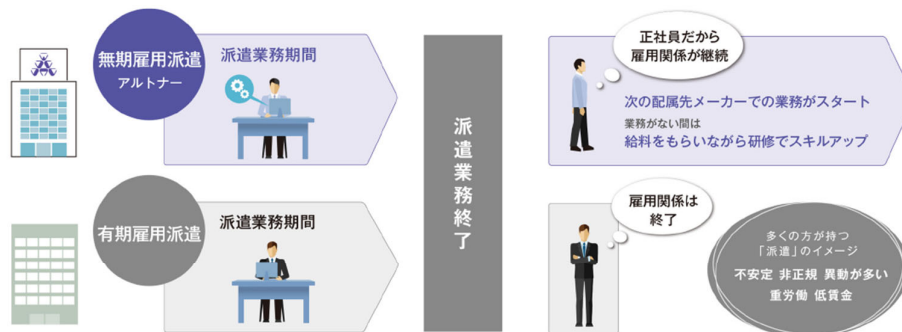 無期雇用派遣
アルトナー
派遣業務期間
派遣業務終了
正社員だから
雇用関係が継続
次の配属先メーカーでの業務がスタート
業務がない間は
給料をもらいながら研修でスキルアップ
有期雇用派遣
派遣業務期間
雇用関係は
終了
多くの方が持つ
「派遣」のイメージ
不安定 非正規 異動が多い
重労働 低賃金